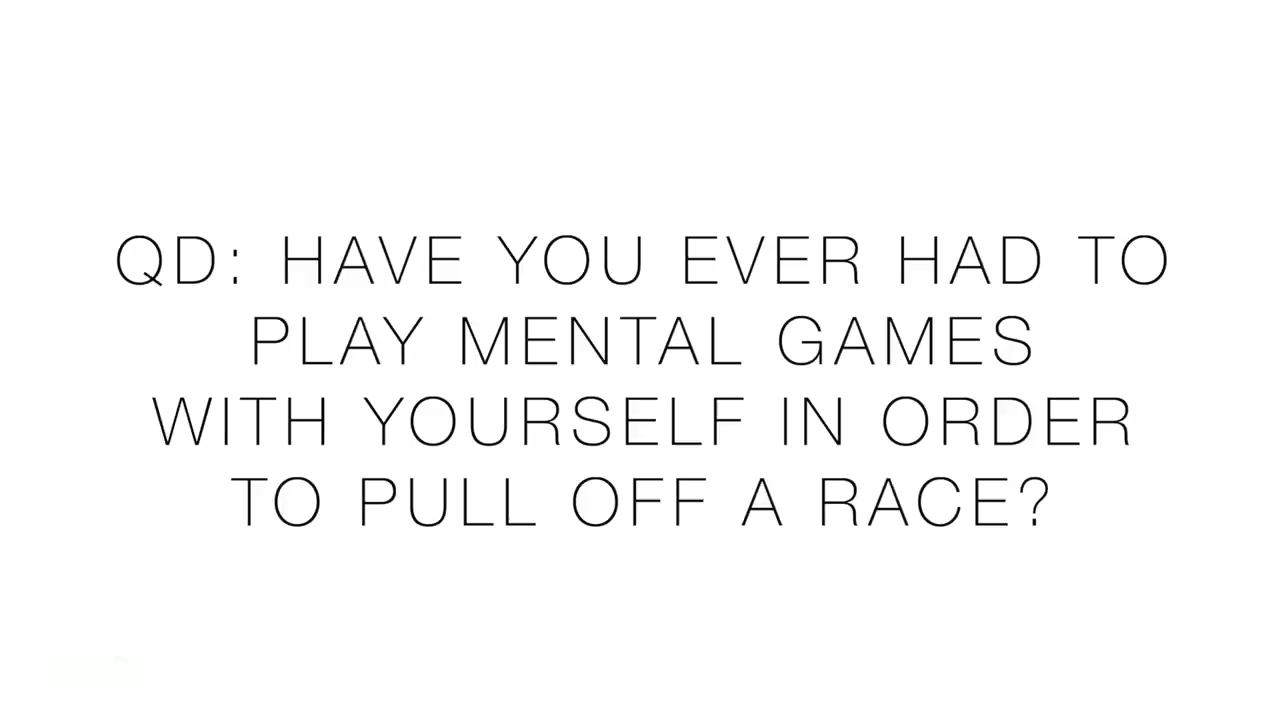 QD: HAVE YOU EVER HAD TO
PLAY MENTAL GAMES
WITH YOURSELF IN ORDER
TO PULL OFF A RACE?